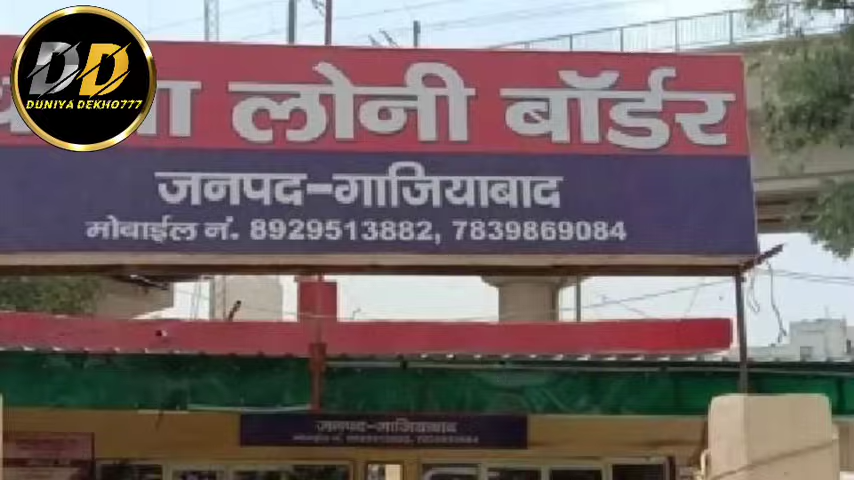 DD
DUNIYA DEKHO777
लोनी बॉर्डर
जनपद-गाजियाबाद
मोबाईल नं. 8929513882, 7839869084
जनपद-गाजियाबाद